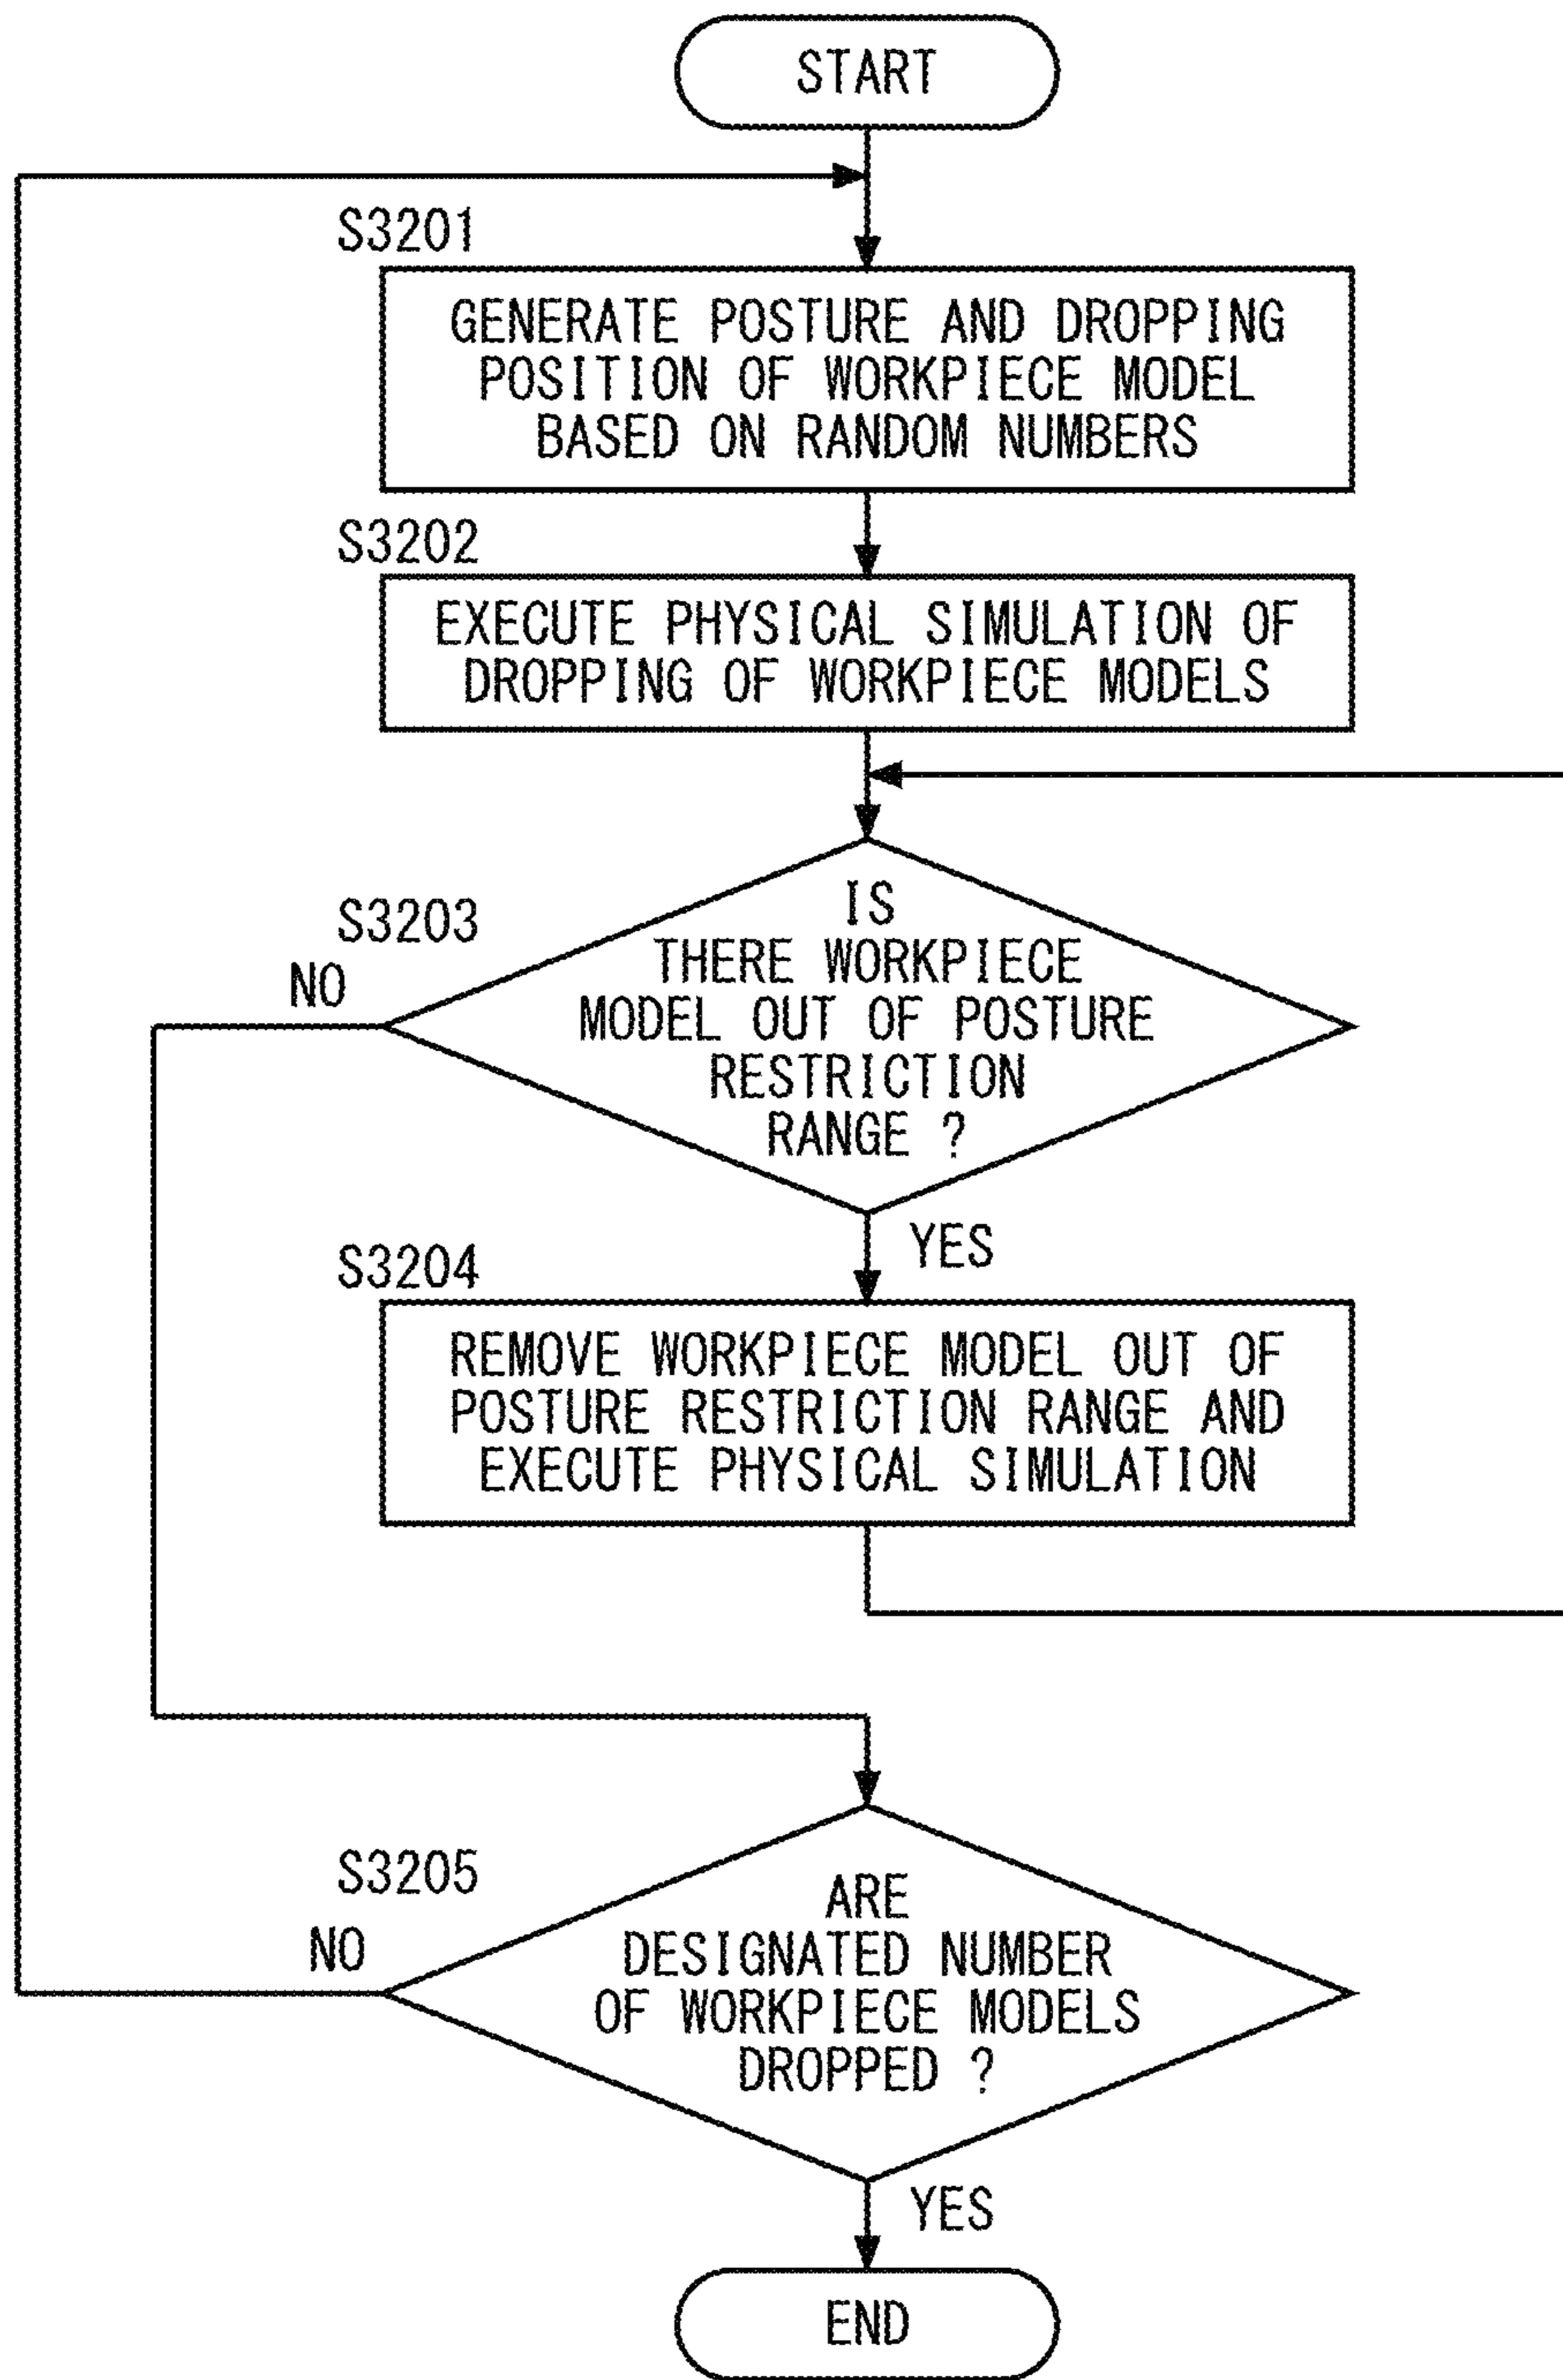 START
S3201
GENERATE POSTURE AND DROPPING
POSITION OF WORKPIECE MODEL
BASED ON RANDOM NUMBERS
S3202
EXECUTE PHYSICAL SIMULATION OF
DROPPING OF WORKPIECE MODELS
S3203
NO
IS
THERE WORKPIECE
MODEL OUT OF POSTURE
RESTRICTION
RANGE ?
YES
S3204
REMOVE WORKPIECE MODEL OUT OF
POSTURE RESTRICTION RANGE AND
EXECUTE PHYSICAL SIMULATION
S3205
NO
ARE
DESIGNATED NUMBER
OF WORKPIECE MODELS
DROPPED ?
YES
END